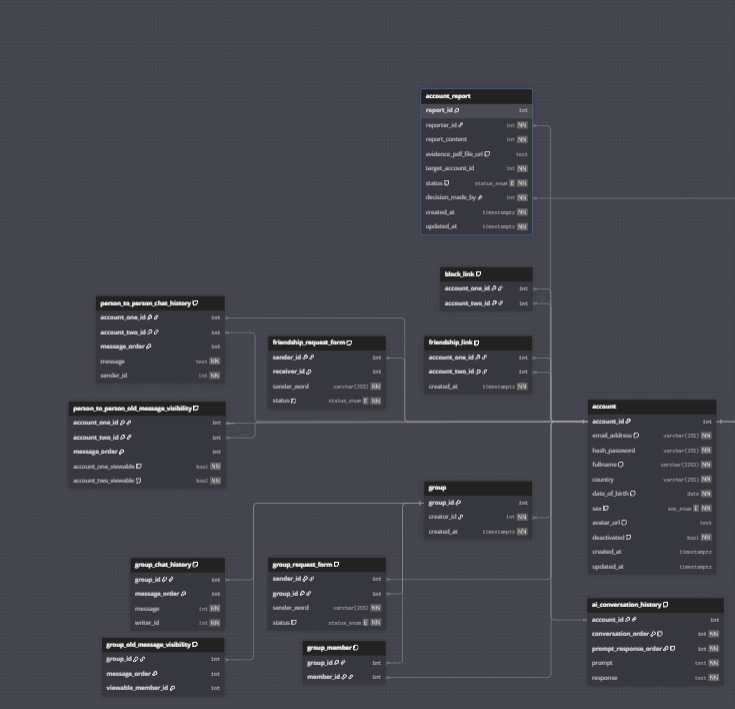 account_report
report_id int
reporter_id int NN
report_content int NN
evidence_pdf_file_url text
target_account_id int NN
status status_enum E NN
decision_made_by int NN
created_at timestamptz NN
updated_at timestamptz NN
block_link
account_one_id int
account_two_id int
person_to_person_chat_history
account_one_id int
account_two_id int
message_order int
message text NN
sender_id int NN
friendship_request_form
sender_id int
receiver_id int
sender_word varchar(255) NN
status status_enum E NN
friendship_link
account_one_id int
account_two_id int
created_at timestamptz NN
person_to_person_old_message_visibility
account_one_id int
account_two_id int
message_order int
account_one_viewable bool NN
account_two_viewable bool NN
account
account_id int
email_address varchar(255) NN
hash_password varchar(255) NN
fullname NN
country varchar(255) NN
date_of_birth date NN
sex sex_enum E NN
avatar_url text
deactivated bool NN
created_at timestamptz
updated_at timestamptz
group
group_id int
creator_id int NN
created_at timestamptz NN
group_chat_history
group_id int
message_order int
message int NN
writer_id int NN
group_request_form
sender_id int
group_id int
sender_word varchar(255) NN
status status_enum E NN
group_old_message_visibility
group_id int
message_order int
viewable_member_id int
group_member
group_id int
member_id int
ai_conversation_history
account_id int
conversation_order int NN
prompt_response_order int NN
prompt text NN
response text NN